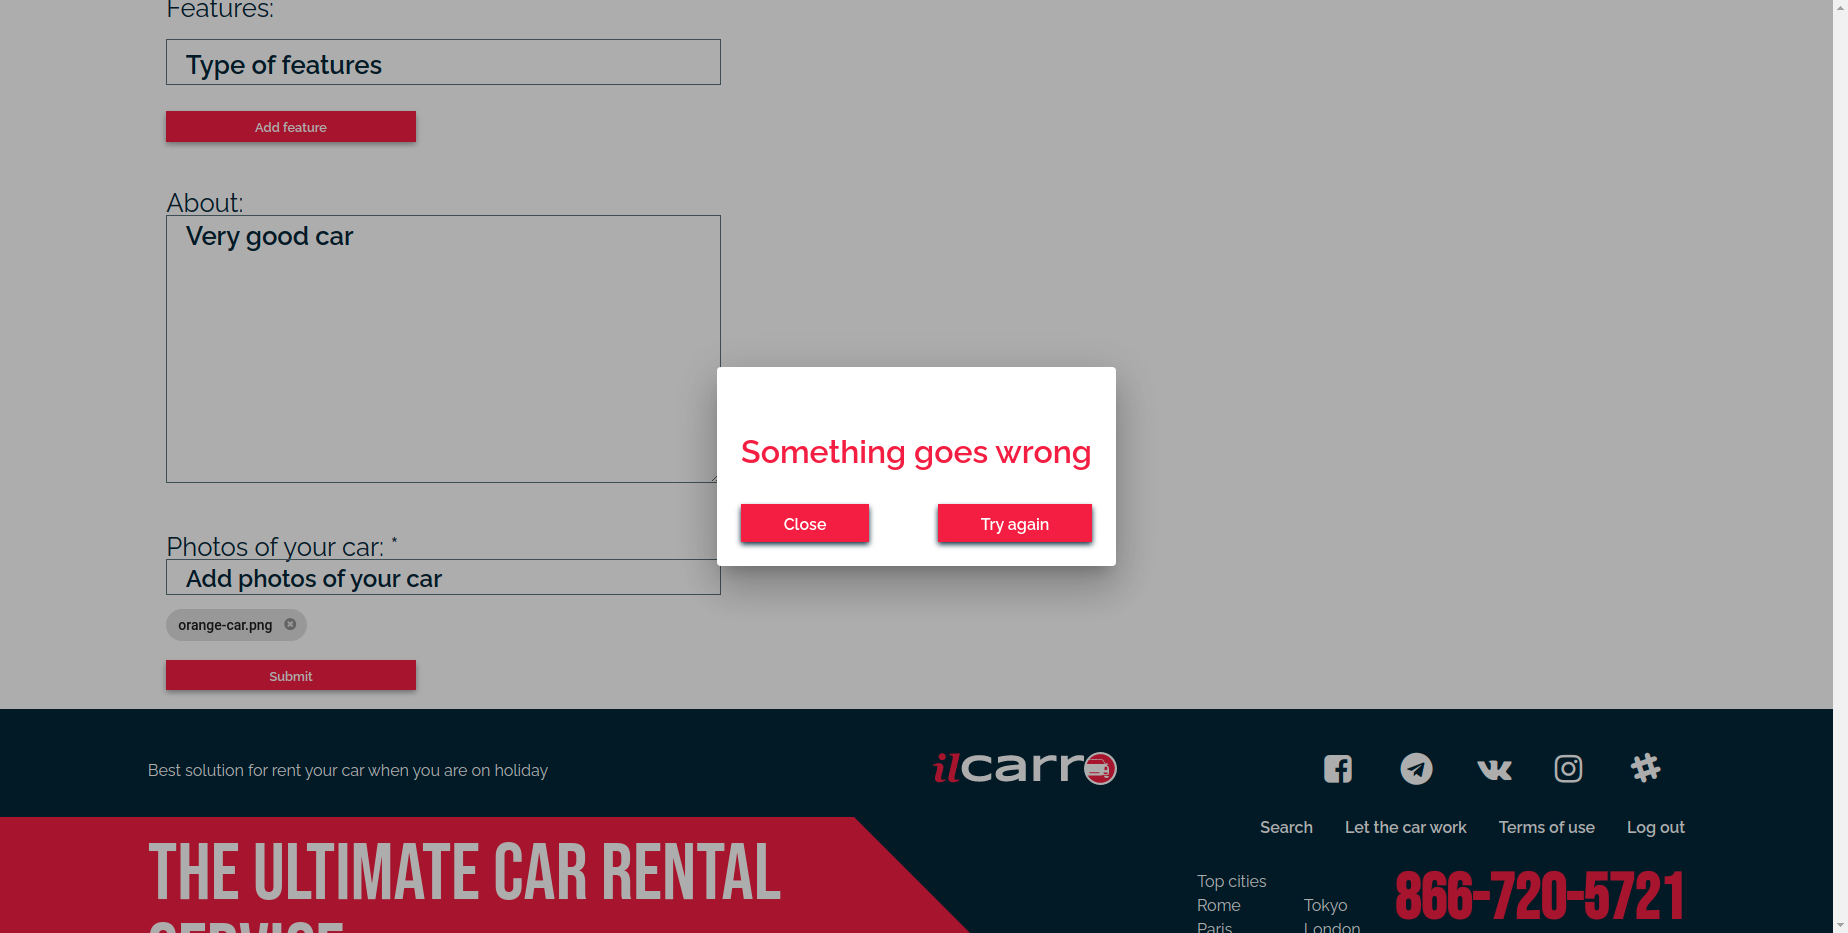 Features:
Type of features
Add feature
About:
Very good car
Something goes wrong
Close
Try again
Photos of your car: *
Add photos of your car
orange-car.png
Submit
Best solution for rent your car when you are on holiday
ilcarro
Search Let the car work Terms of use Log out
THE ULTIMATE CAR RENTAL
SERVICE
Top cities
Rome Tokyo
Paris London
866-720-5721